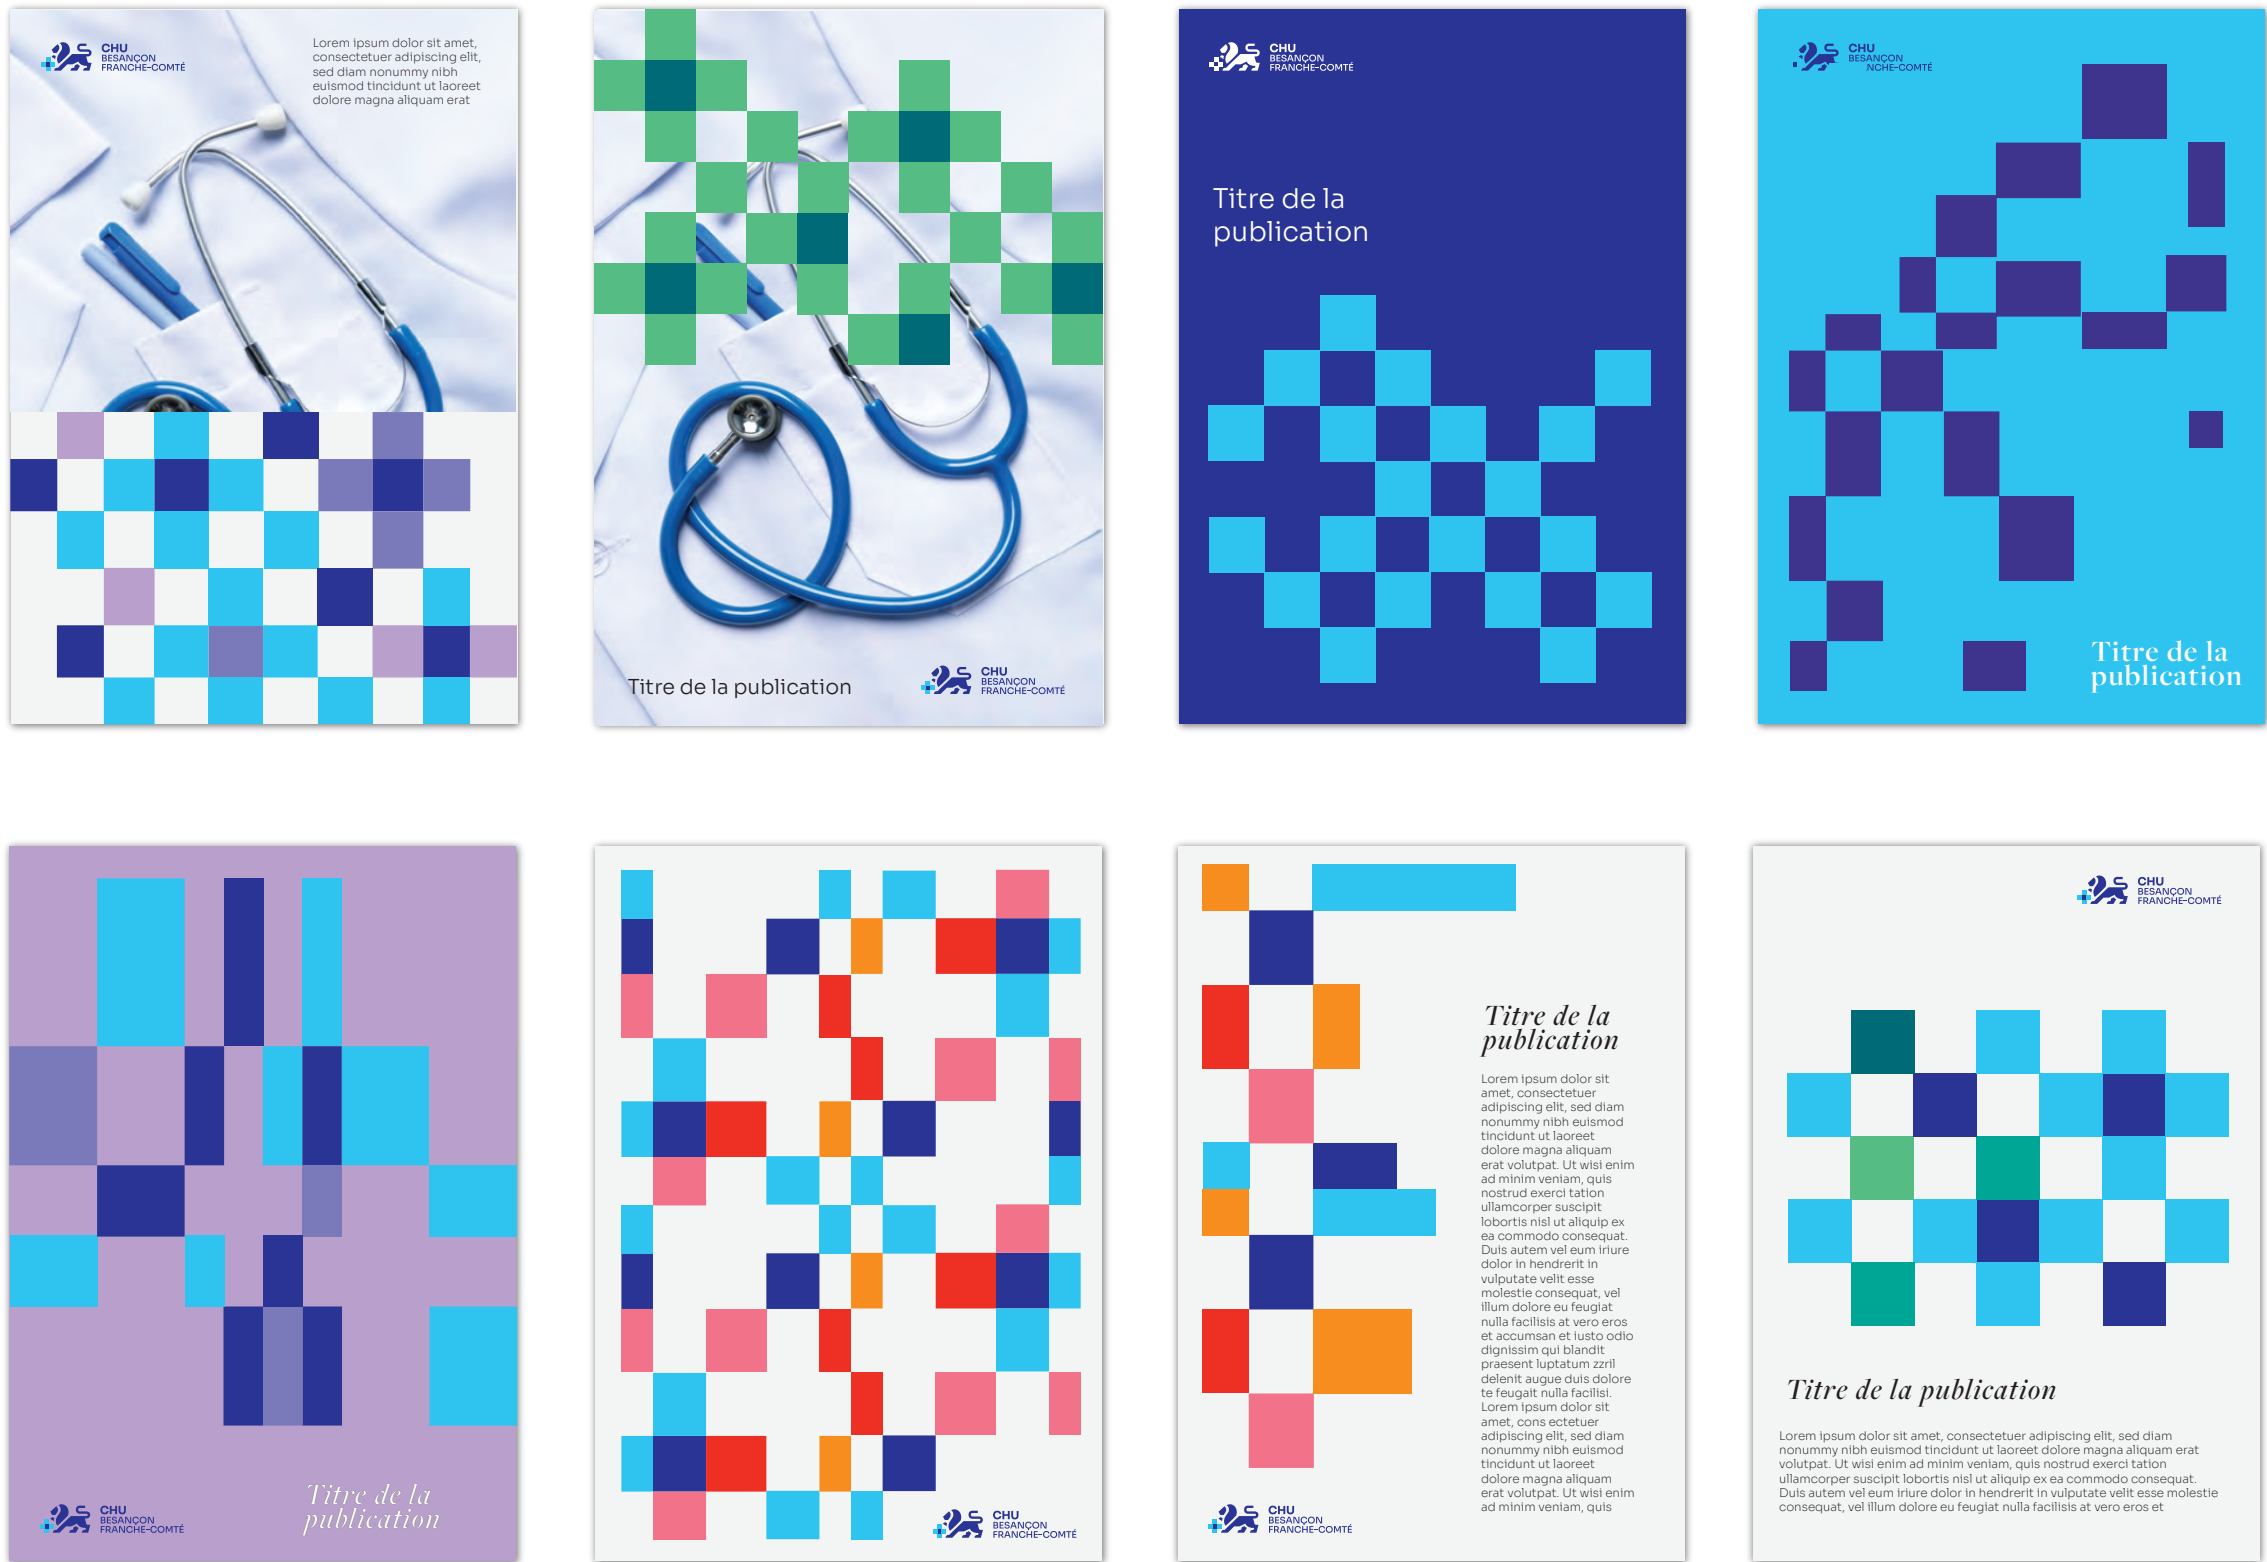 CHU
BESANÇON
FRANCHE-COMTÉ
Lorem ipsum dolor sit amet,
consectetuer adipiscing elit,
sed diam nonummy nibh
euismod tincidunt ut laoreet
dolore magna aliquam erat
Titre de la publication
CHU
BESANÇON
FRANCHE-COMTÉ
CHU
BESANÇON
FRANCHE-COMTÉ
Titre de la
publication
CHU
BESANÇON
NCHE-COMTÉ
Titre de la
publication
CHU
BESANÇON
FRANCHE-COMTÉ
Titre de la
publication
CHU
BESANÇON
FRANCHE-COMTÉ
Titre de la
publication
Lorem ipsum dolor sit
amet, consectetuer
adipiscing elit, sed diam
nonummy nibh euismod
tincidunt ut laoreet
dolore magna aliquam
erat volutpat. Ut wisi enim
ad minim veniam, quis
nostrud exerci tation
ullamcorper suscipit
lobortis nisl ut aliquip ex
ea commodo consequat.
Duis autem vel eum iriure
dolor in hendrerit in
vulputate velit esse
molestie consequat, vel
illum dolore eu feugiat
nulla facilisis at vero eros
et accumsan et iusto odio
dignissim qui blandit
praesent luptatum zzril
delenit augue duis dolore
te feugait nulla facilisi.
Lorem ipsum dolor sit
amet, cons ectetuer
adipiscing elit, sed diam
nonummy nibh euismod
tincidunt ut laoreet
dolore magna aliquam
erat volutpat. Ut wisi enim
ad minim veniam, quis
CHU
BESANÇON
FRANCHE-COMTÉ
CHU
BESANÇON
FRANCHE-COMTÉ
Titre de la publication
Lorem ipsum dolor sit amet, consectetuer adipiscing elit, sed diam
nonummy nibh euismod tincidunt ut laoreet dolore magna aliquam erat
volutpat. Ut wisi enim ad minim veniam, quis nostrud exerci tation
ullamcorper suscipit lobortis nisl ut aliquip ex ea commodo consequat.
Duis autem vel eum iriure dolor in hendrerit in vulputate velit esse molestie
consequat, vel illum dolore eu feugiat nulla facilisis at vero eros et